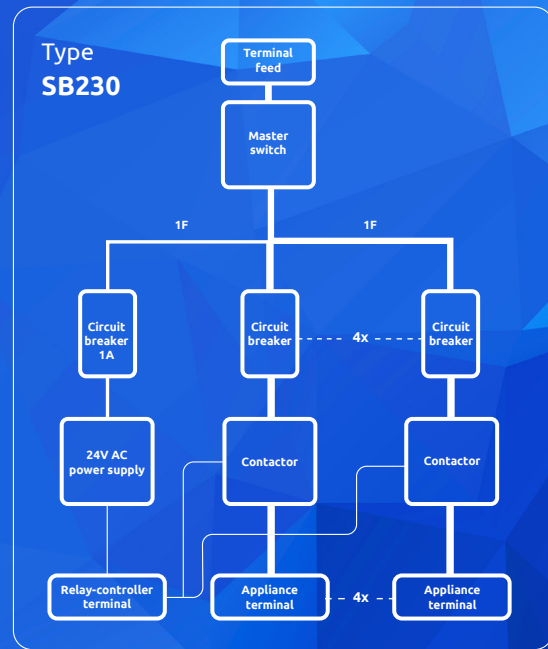 Type
SB230
Terminal
feed
Master
switch
1F
1F
Circuit
breaker
1A
Circuit
breaker
4x
Circuit
breaker
24V AC
power supply
Contactor
Contactor
Relay-controller
terminal
Appliance
terminal
4x
Appliance
terminal